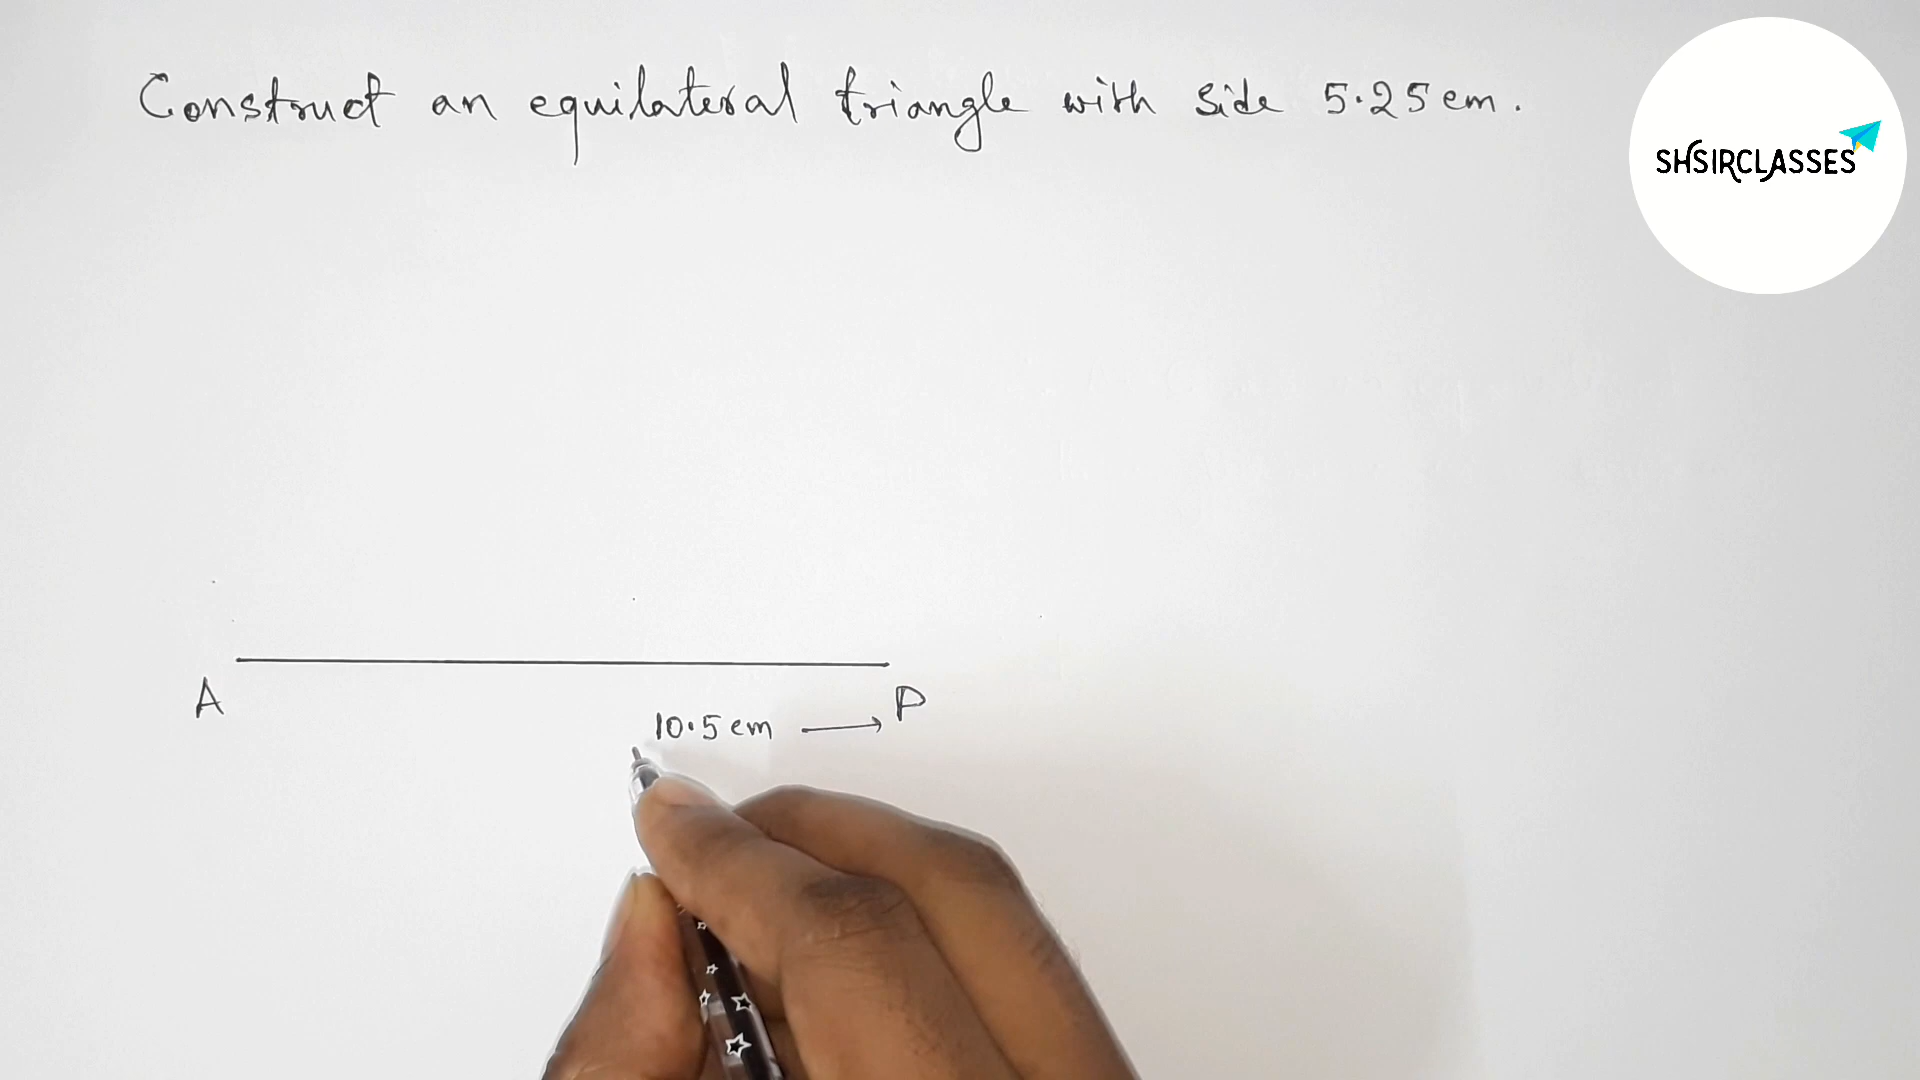 Construct an equilateral triangle with side 5.25 cm.
SHSIRCLASSES
A
P
10.5 cm →